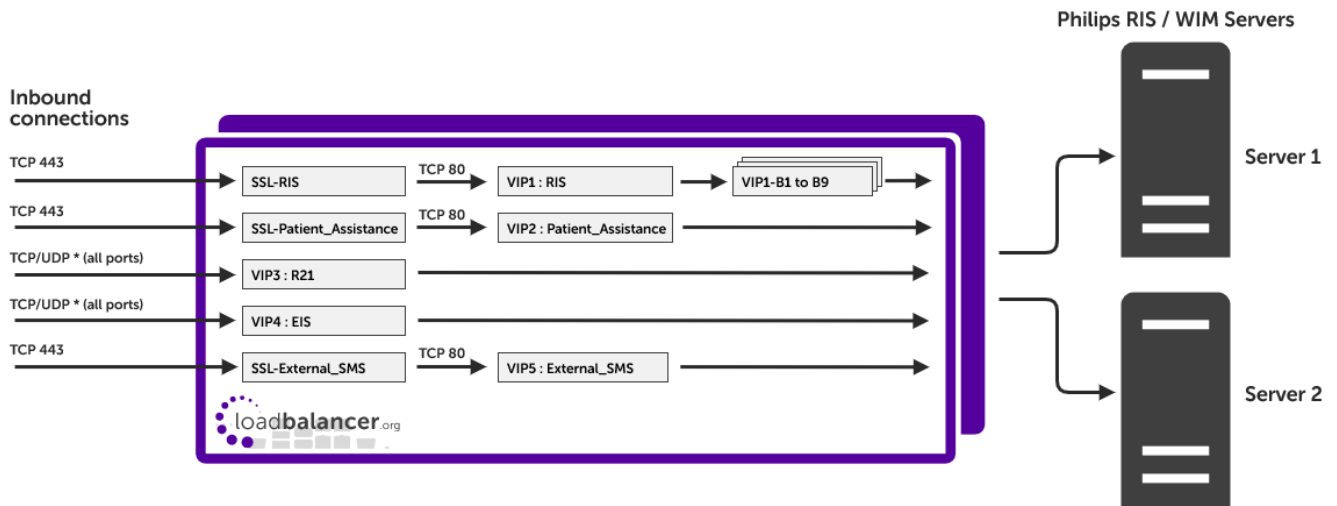 Philips RIS / WIM Servers
Inbound
connections
TCP 443
SSL-RIS
TCP 80
VIP1 : RIS
VIP1-B1 to B9
Server 1
TCP 443
SSL-Patient_Assistance
TCP 80
VIP2 : Patient_Assistance
TCP/UDP * (all ports)
VIP3 : R21
TCP/UDP * (all ports)
VIP4 : EIS
TCP 443
SSL-External_SMS
TCP 80
VIP5 : External_SMS
Server 2
loadbalancer.org